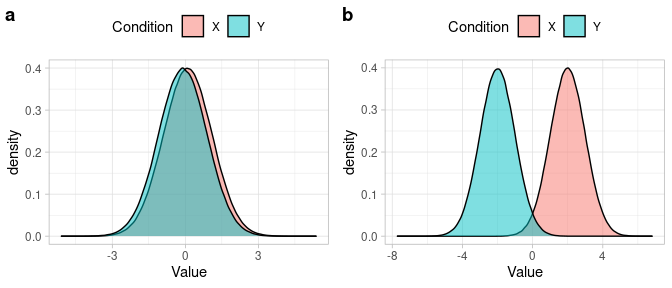 a
Condition X Y
density
0.4
0.3
0.2
0.1
0.0
-3 0 3
Value
b
Condition X Y
density
0.4
0.3
0.2
0.1
0.0
-8 -4 0 4
Value